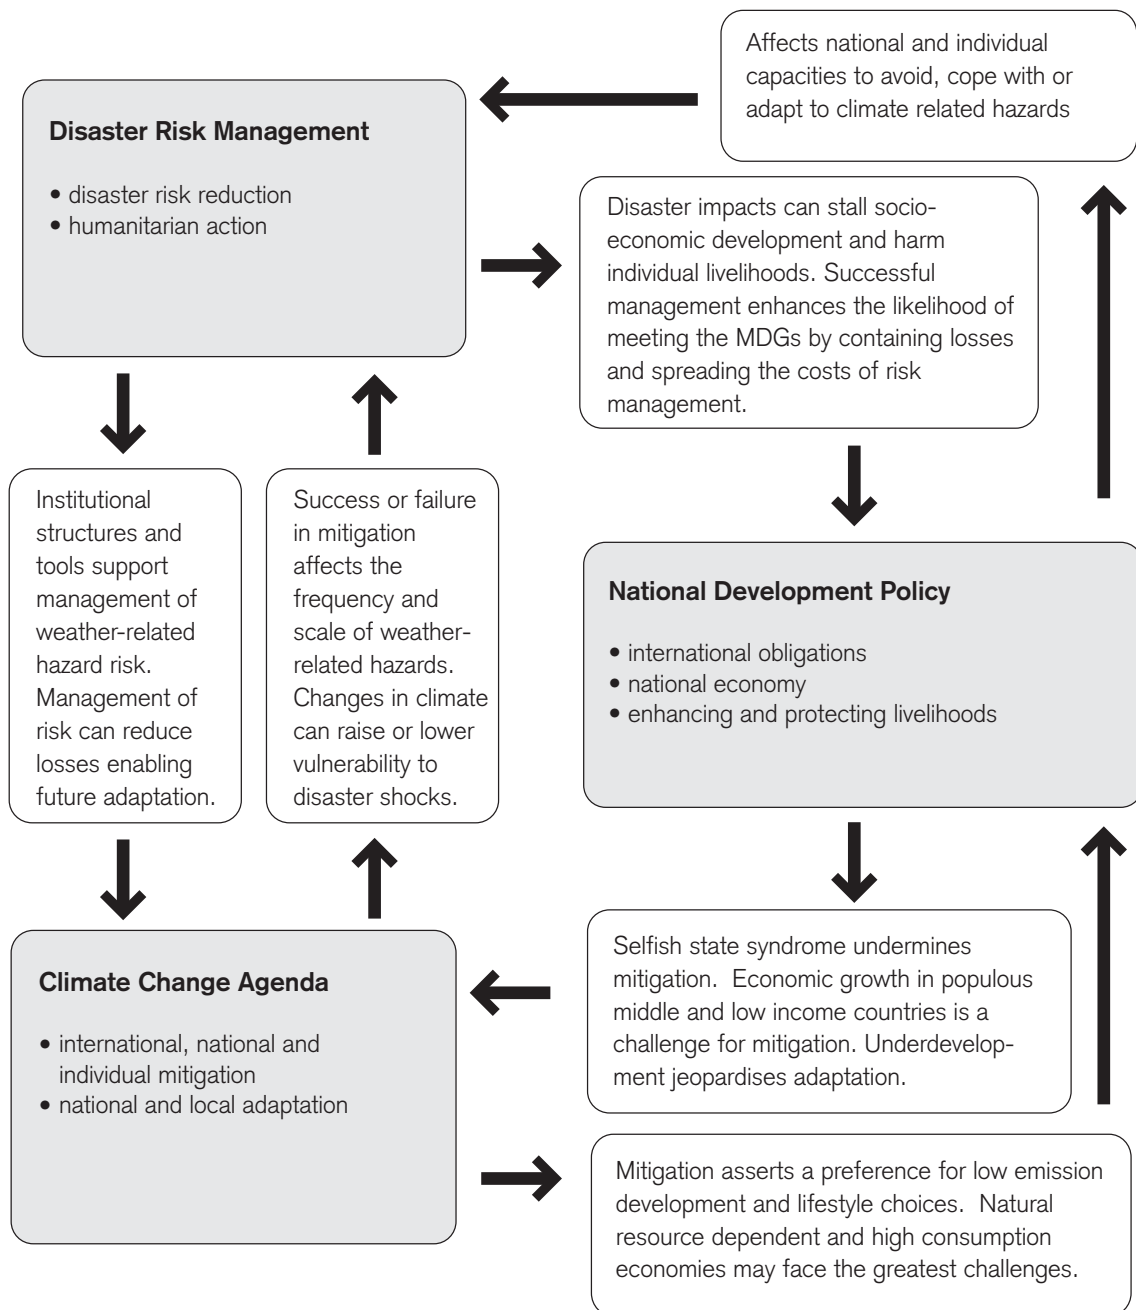 Affects national and individual
capacities to avoid, cope with or
adapt to climate related hazards
Disaster Risk Management
• disaster risk reduction
• humanitarian action
Disaster impacts can stall socio-
economic development and harm
individual livelihoods. Successful
management enhances the likelihood of
meeting the MDGs by containing losses
and spreading the costs of risk
management.
Institutional
structures and
tools support
management of
weather-related
hazard risk.
Management of
risk can reduce
losses enabling
future adaptation.
Success or failure
in mitigation
affects the
frequency and
scale of weather-
related hazards.
Changes in climate
can raise or lower
vulnerability to
disaster shocks.
National Development Policy
• international obligations
• national economy
• enhancing and protecting livelihoods
Climate Change Agenda
• international, national and
individual mitigation
• national and local adaptation
Selfish state syndrome undermines
mitigation. Economic growth in populous
middle and low income countries is a
challenge for mitigation. Underdevelop-
ment jeopardises adaptation.
Mitigation asserts a preference for low emission
development and lifestyle choices. Natural
resource dependent and high consumption
economies may face the greatest challenges.